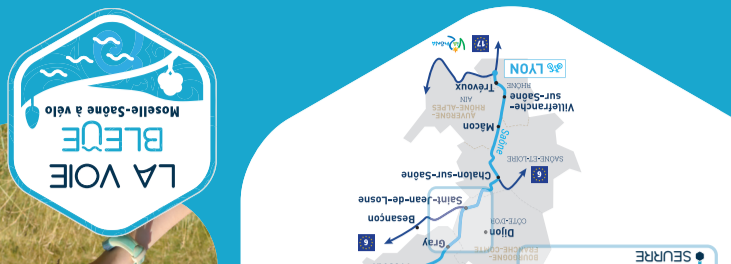 SEURRE
BOURGOGNE-
FRANCHE-COMTÉ
Gray
6
Dijon
CÔTE-D'OR
Besançon
Saint-Jean-de-Losne
6
Chalon-sur-Saône
SAÔNE-ET-LOIRE
Saône
Mâcon
AUVERGNE-
RHÔNE-ALPES
AIN
Villefranche-
sur-Saône
RHÔNE
Trévoux
LYON
17
LA VOIE
BLEUE
Moselle-Saône à vélo